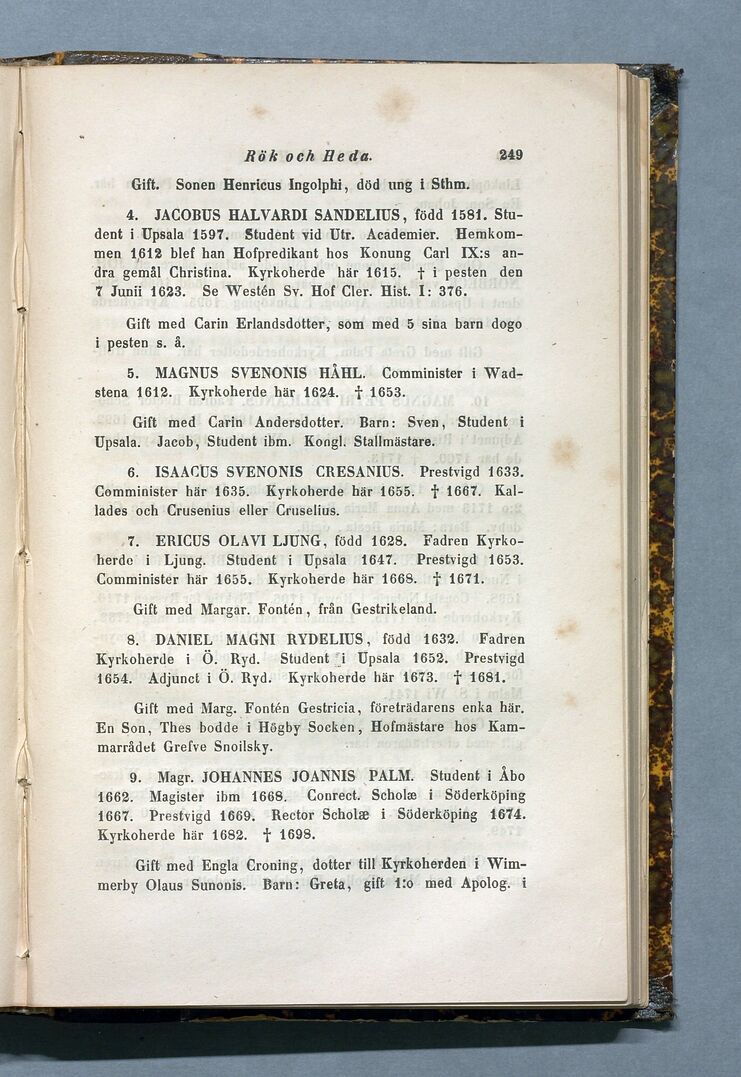 Rök och Heda. 249
Gift. Sonen Henricus Ingolphi, död ung i Sthm.
4. JACOBUS HALVARDI SANDELIUS, född 1581. Stu-
dent i Upsala 1597. Student vid Utr. Academier. Hemkom-
men 1612 blef han Hofpredikant hos Konung Carl IX:s an-
dra gemål Christina. Kyrkoherde här 1615. † i pesten den
7 Junii 1623. Se Westén Sv. Hof Cler. Hist. I: 376.
Gift med Carin Erlandsdotter, som med 5 sina barn dogo
i pesten s. å.
5. MAGNUS SVENONIS HÅHL. Comminister i Wad-
stena 1612. Kyrkoherde här 1624. † 1653.
Gift med Carin Andersdotter. Barn: Sven, Student i
Upsala. Jacob, Student ibm. Kongl. Stallmästare.
6. ISAACUS SVENONIS CRESANIUS. Prestvigd 1633.
Comminister här 1635. Kyrkoherde här 1655. † 1667. Kal-
lades och Crusenius eller Cruselius.
7. ERICUS OLAVI LJUNG, född 1628. Fadren Kyrko-
herde i Ljung. Student i Upsala 1647. Prestvigd 1653.
Comminister här 1655. Kyrkoherde här 1668. † 1671.
Gift med Margar. Fontén, från Gestrikeland.
8. DANIEL MAGNI RYDELIUS, född 1632. Fadren
Kyrkoherde i Ö. Ryd. Student i Upsala 1652. Prestvigd
1654. Adjunct i Ö. Ryd. Kyrkoherde här 1673. † 1681.
Gift med Marg. Fontén Gestricia, företrädarens enka här.
En Son, Thes bodde i Högby Socken, Hofmästare hos Kam-
marrådet Grefve Snoilsky.
9. Magr. JOHANNES JOANNIS PALM. Student i Åbo
1662. Magister ibm 1668. Conrect. Scholæ i Söderköping
1667. Prestvigd 1669. Rector Scholæ i Söderköping 1674.
Kyrkoherde här 1682. † 1698.
Gift med Engla Croning, dotter till Kyrkoherden i Wim-
merby Olaus Sunonis. Barn: Greta, gift 1:o med Apolog. i